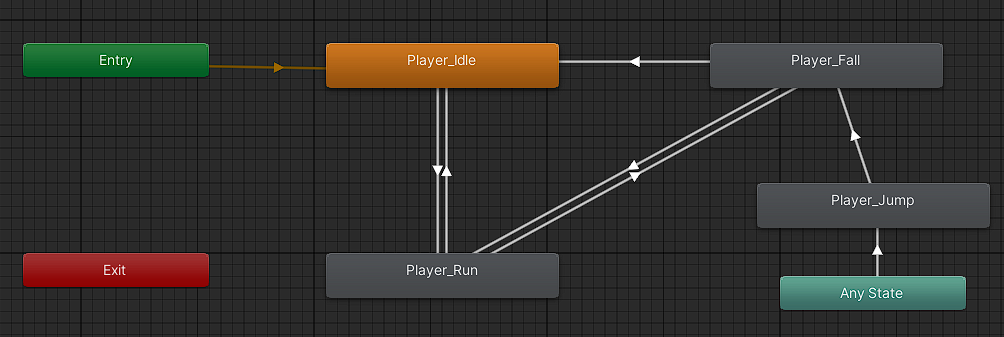 Entry
Player_Idle
Player_Fall
Player_Jump
Exit
Player_Run
Any State